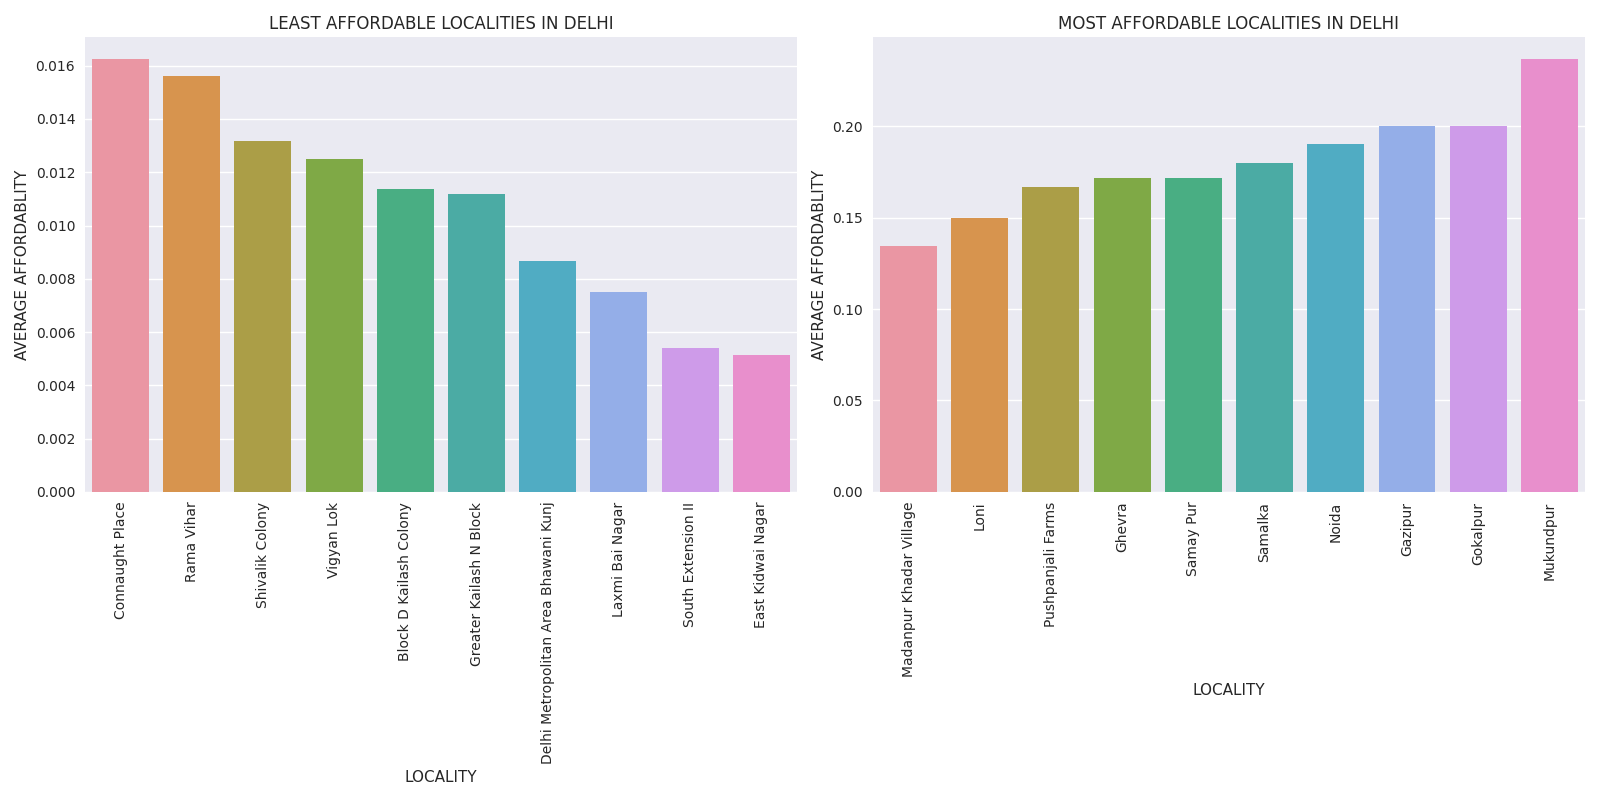 LEAST AFFORDABLE LOCALITIES IN DELHI
AVERAGE AFFORDABLITY
0.016
0.014
0.012
0.010
0.008
0.006
0.004
0.002
0.000
Connaught Place
Rama Vihar
Shivalik Colony
Vigyan Lok
Block D Kailash Colony
Greater Kailash N Block
Delhi Metropolitan Area Bhawani Kunj
Laxmi Bai Nagar
South Extension II
East Kidwai Nagar
LOCALITY
MOST AFFORDABLE LOCALITIES IN DELHI
AVERAGE AFFORDABLITY
0.20
0.15
0.10
0.05
0.00
Madanpur Khadar Village
Loni
Pushpanjali Farms
Ghevra
Samay Pur
Samalka
Noida
Gazipur
Gokalpur
Mukundpur
LOCALITY